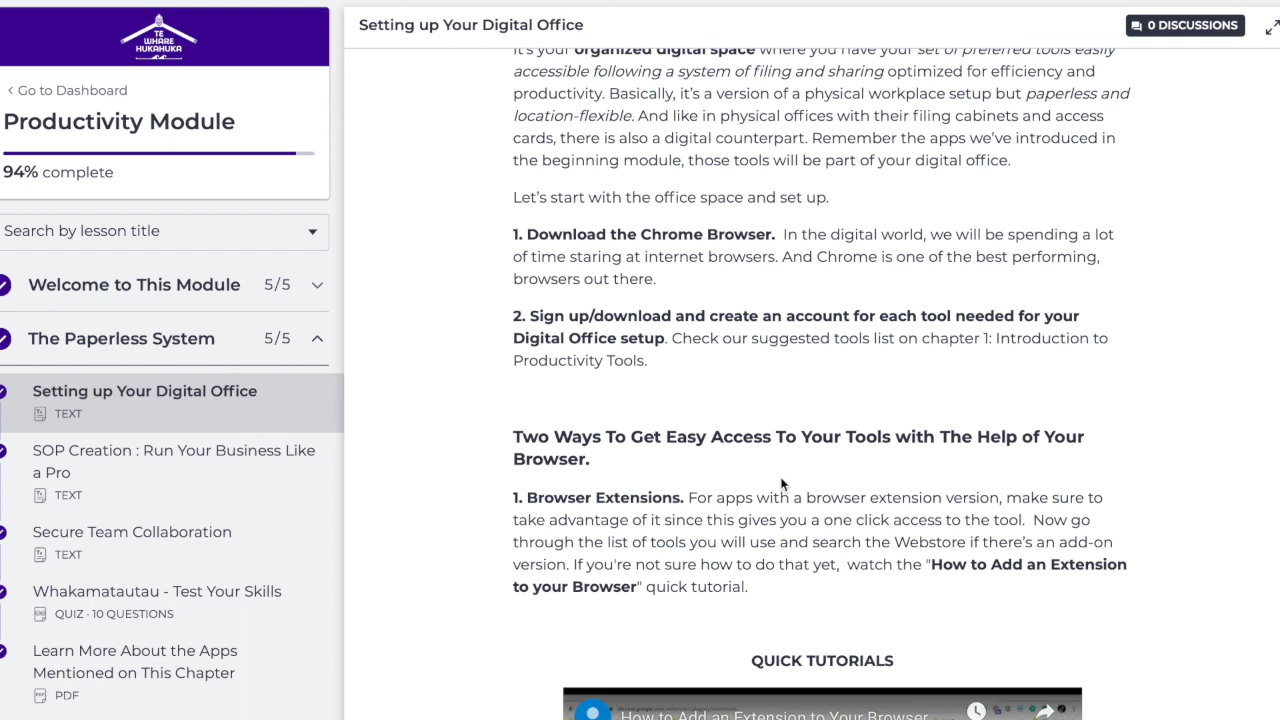 TE
WHARE
HUKAHUKA
Go to Dashboard
Productivity Module
94% complete
Search by lesson title
Welcome to This Module 5/5
The Paperless System 5/5
Setting up Your Digital Office
TEXT
SOP Creation : Run Your Business Like
a Pro
TEXT
Secure Team Collaboration
TEXT
Whakamatautau - Test Your Skills
QUIZ · 10 QUESTIONS
Learn More About the Apps
Mentioned on This Chapter
PDF
Setting up Your Digital Office
0 DISCUSSIONS
It's your organized digital space where you have your set of preferred tools easily
accessible following a system of filing and sharing optimized for efficiency and
productivity. Basically, it's a version of a physical workplace setup but paperless and
location-flexible. And like in physical offices with their filing cabinets and access
cards, there is also a digital counterpart. Remember the apps we've introduced in
the beginning module, those tools will be part of your digital office.
Let's start with the office space and set up.
1. Download the Chrome Browser. In the digital world, we will be spending a lot
of time staring at internet browsers. And Chrome is one of the best performing,
browsers out there.
2. Sign up/download and create an account for each tool needed for your
Digital Office setup. Check our suggested tools list on chapter 1: Introduction to
Productivity Tools.
Two Ways To Get Easy Access To Your Tools with The Help of Your
Browser.
1. Browser Extensions. For apps with a browser extension version, make sure to
take advantage of it since this gives you a one click access to the tool. Now go
through the list of tools you will use and search the Webstore if there's an add-on
version. If you're not sure how to do that yet, watch the "How to Add an Extension
to your Browser" quick tutorial.
QUICK TUTORIALS
How to Add an Extension to Your Browser